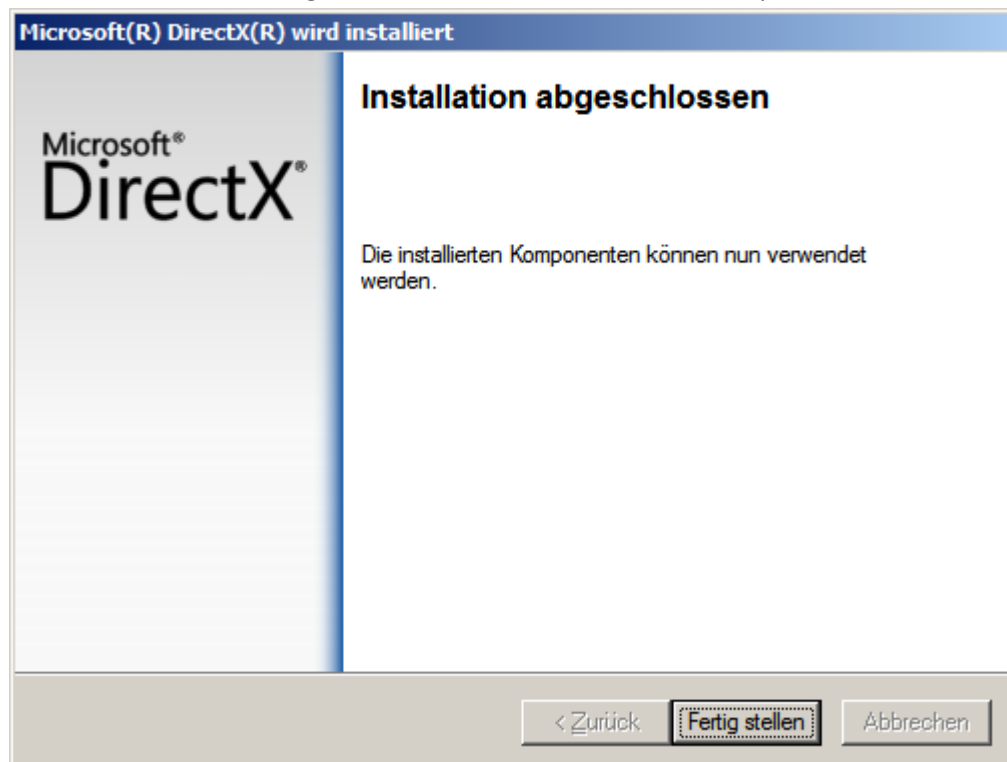 Microsoft(R) DirectX(R) wird installiert
Installation abgeschlossen
Microsoft®
DirectX®
Die installierten Komponenten können nun verwendet
werden.
< Zurück
Fertig stellen
Abbrechen